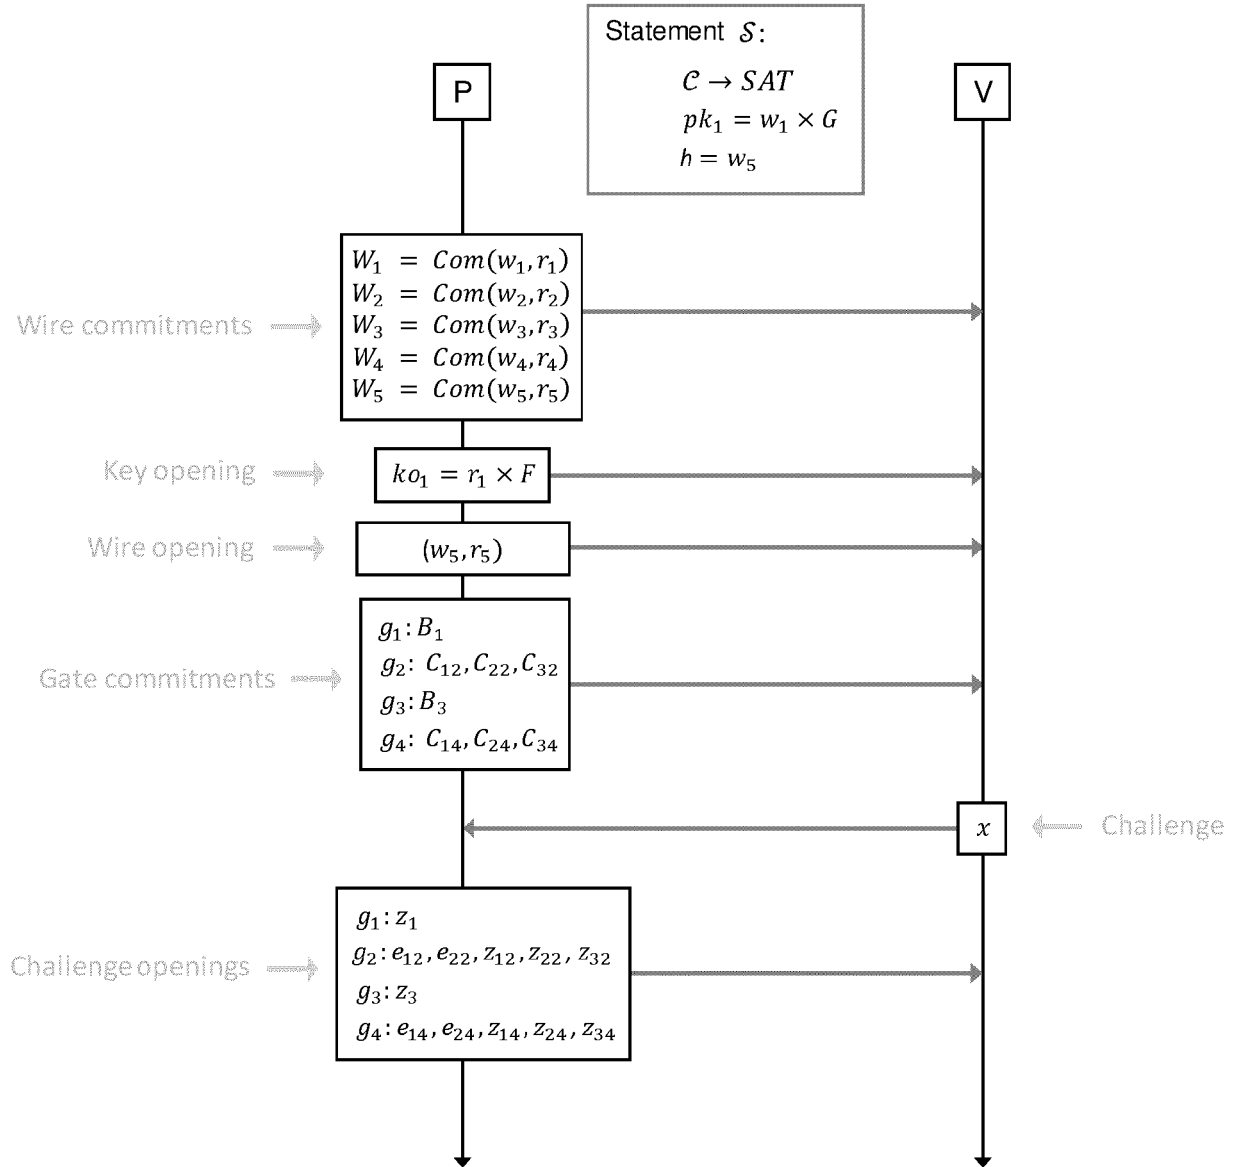 Statement 𝒮:
𝒞 → SAT
pk₁ = w₁ × G
h = w₅
P
V
W₁ = Com(w₁,r₁)
W₂ = Com(w₂,r₂)
W₃ = Com(w₃,r₃)
W₄ = Com(w₄,r₄)
W₅ = Com(w₅,r₅)
Wire commitments
Key opening
ko₁ = r₁ × F
Wire opening
(w₅,r₅)
Gate commitments
g₁: B₁
g₂: C₁₂,C₂₂,C₃₂
g₃: B₃
g₄: C₁₄,C₂₄,C₃₄
x
Challenge
Challenge openings
g₁: z₁
g₂: e₁₂,e₂₂,z₁₂,z₂₂,z₃₂
g₃: z₃
g₄: e₁₄,e₂₄,z₁₄,z₂₄,z₃₄